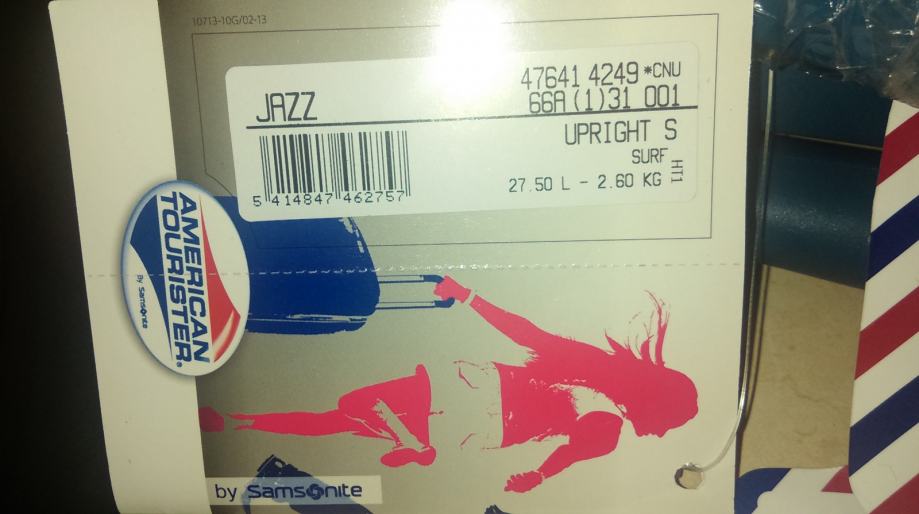 10713-10G/02-13
47641 4249 *CNU
JAZZ
66A (1)31 001
UPRIGHT S
SURF
HT1
27.50 L - 2.60 KG
5 414847 462757
AMERICAN
TOURISTER®
By Samsonite
by Samsonite